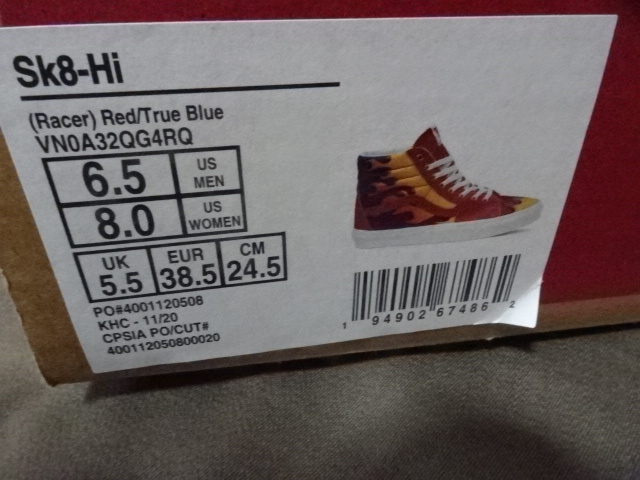 Sk8-Hi
(Racer) Red/True Blue
VN0A32QG4RQ
6.5 US MEN
8.0 US WOMEN
UK EUR CM
5.5 38.5 24.5
PO#4001120508
KHC - 11/20
CPSIA PO/CUT#
400112050800020
1 94902 67486 2